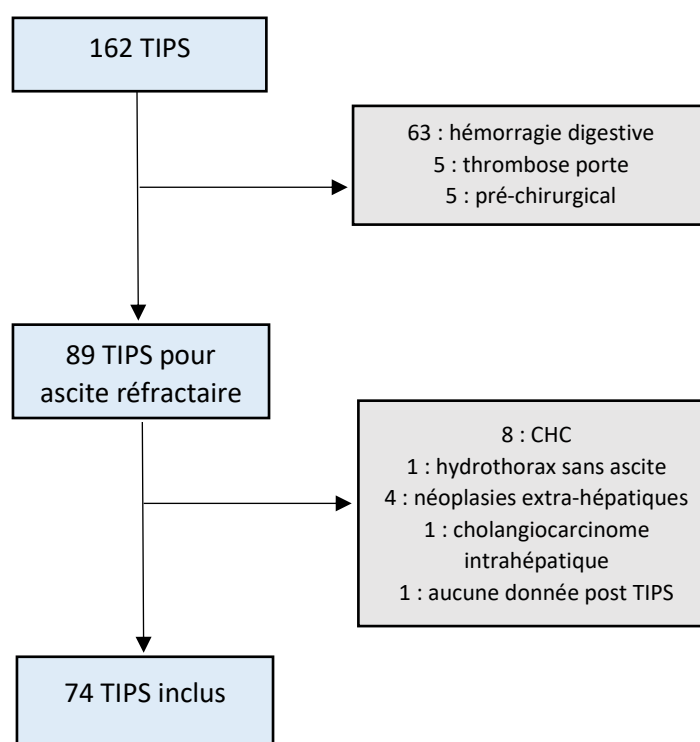 162 TIPS
63 : hémorragie digestive
5 : thrombose porte
5 : pré-chirurgical
89 TIPS pour
ascite réfractaire
8 : CHC
1 : hydrothorax sans ascite
4 : néoplasies extra-hépatiques
1 : cholangiocarcinome
intrahépatique
1 : aucune donnée post TIPS
74 TIPS inclus